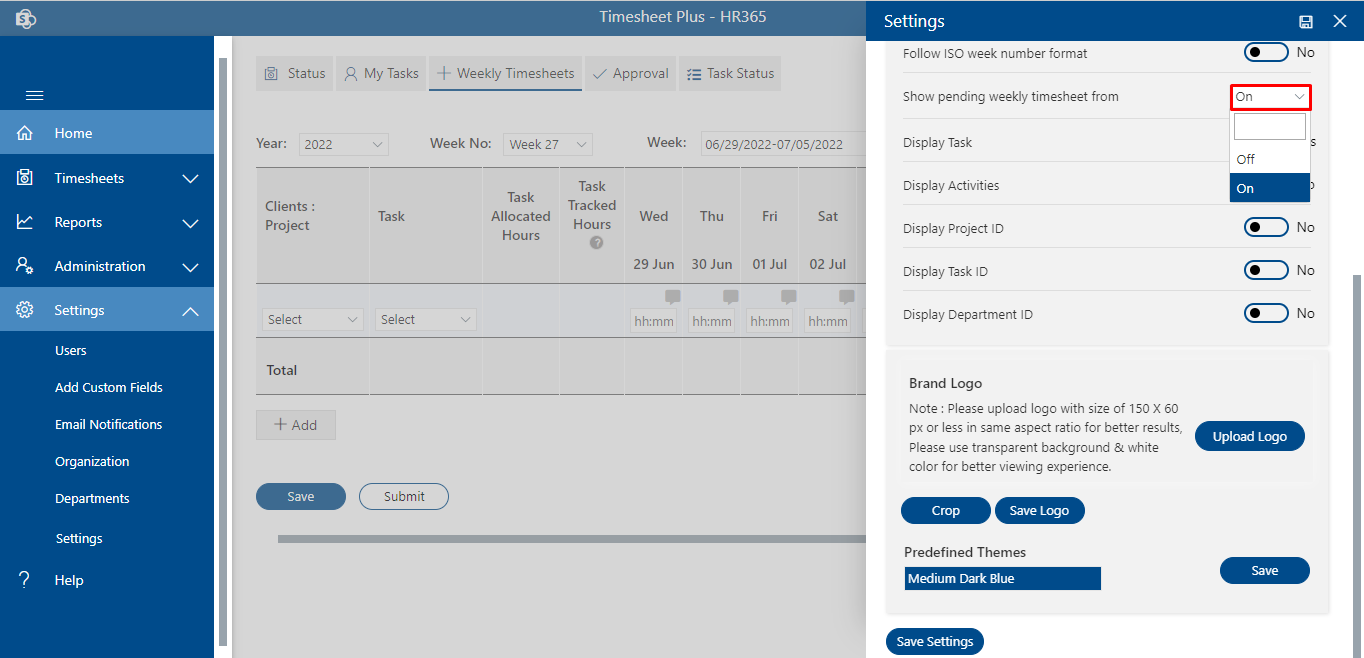 Timesheet Plus - HR365
Settings
Home
Timesheets
Reports
Administration
Settings
Users
Add Custom Fields
Email Notifications
Organization
Departments
Settings
? Help
Status My Tasks Weekly Timesheets Approval Task Status
Year: 2022 Week No: Week 27 Week: 06/29/2022-07/05/2022
Clients :
Project
Task
Task
Allocated
Hours
Task
Tracked
Hours
?
Wed
29 Jun
Thu
30 Jun
Fri
01 Jul
Sat
02 Jul
Select Select hh:mm hh:mm hh:mm hh:mm
Total
+ Add
Save Submit
Follow ISO week number format No
Show pending weekly timesheet from On
Off
On
Display Task
Display Activities
Display Project ID No
Display Task ID No
Display Department ID No
Brand Logo
Note : Please upload logo with size of 150 X 60
px or less in same aspect ratio for better results,
Please use transparent background & white
color for better viewing experience.
Upload Logo
Crop Save Logo
Predefined Themes
Medium Dark Blue
Save
Save Settings